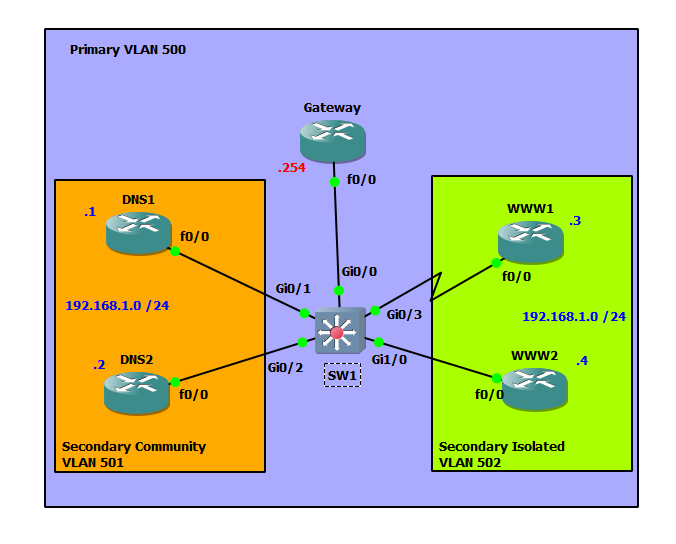 Primary VLAN 500
Gateway
.254
f0/0
DNS1
.1
f0/0
WWW1
.3
f0/0
Gi0/0
Gi0/1
Gi0/3
192.168.1.0 /24
192.168.1.0 /24
DNS2
.2
f0/0
Gi0/2
SW1
Gi1/0
WWW2
.4
f0/0
Secondary Community
VLAN 501
Secondary Isolated
VLAN 502